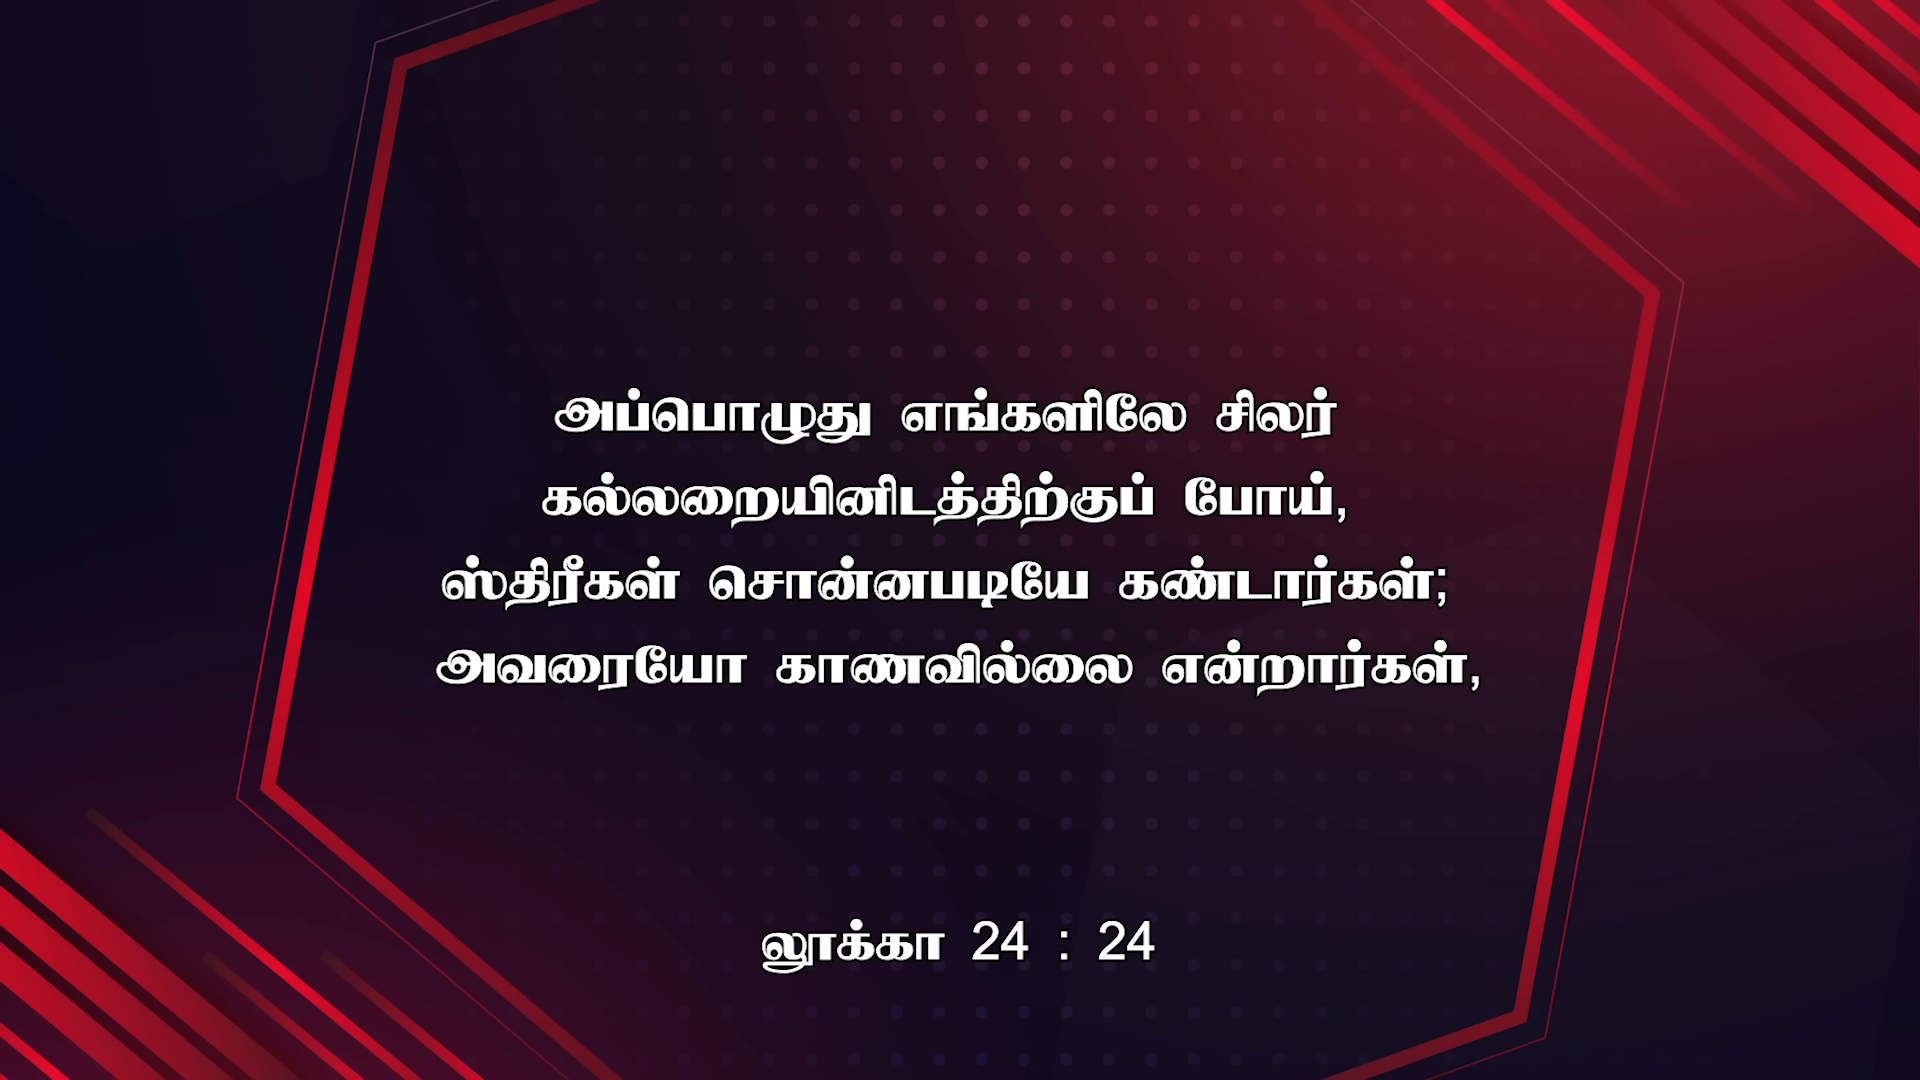 அப்பொழுது எங்களிலே சிலர்
கல்லறையினிடத்திற்குப் போய்,
ஸ்திரீகள் சொன்னபடியே கண்டார்கள்;
அவரையோ காணவில்லை என்றார்கள்,
லூக்கா 24 : 24